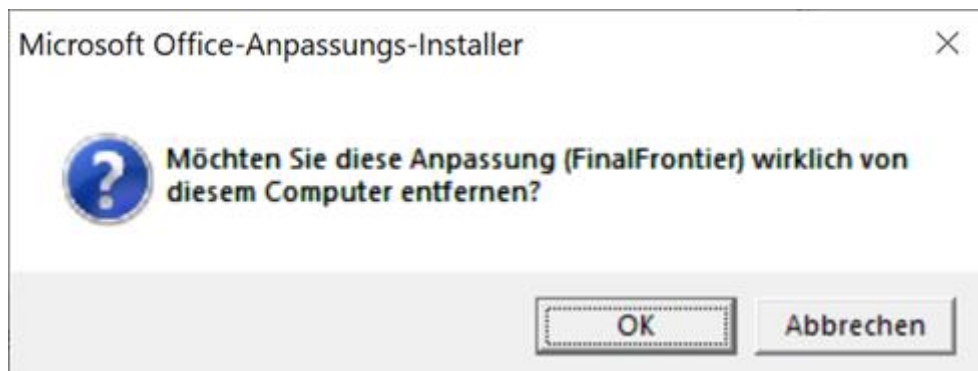 Microsoft Office-Anpassungs-Installer
Möchten Sie diese Anpassung (FinalFrontier) wirklich von
diesem Computer entfernen?
OK
Abbrechen